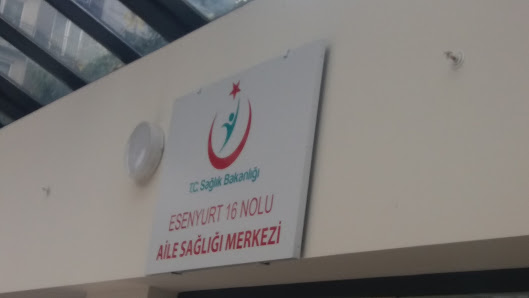 T.C. Sağlık Bakanlığı
ESENYURT 16 NOLU
AİLE SAĞLIĞI MERKEZİ